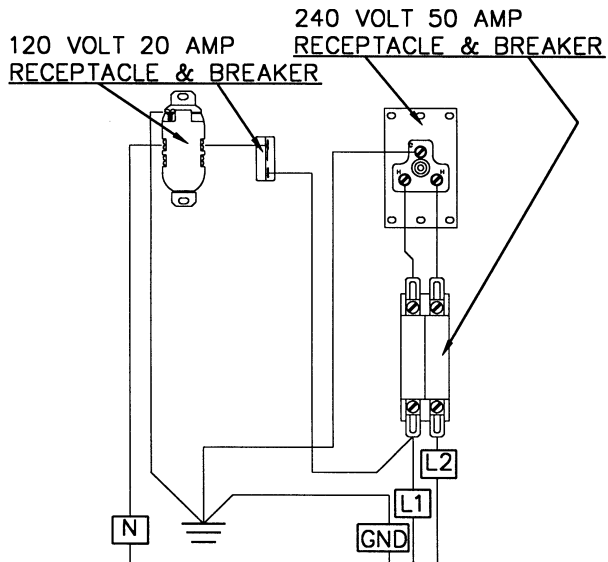 240 VOLT 50 AMP
RECEPTACLE & BREAKER
120 VOLT 20 AMP
RECEPTACLE & BREAKER
G
H
H
L2
L1
N
GND